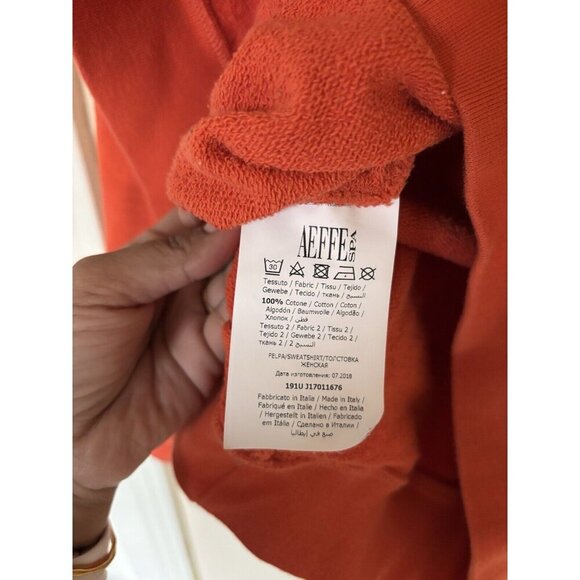 AEFFE SPA
30
Tessuto / Fabric / Tissu / Tejido /
Gewebe / Tecido / ткань / النسيج
100% Cotone / Cotton / Coton /
Algodón / Baumwolle / Algodão /
Хлопок / قطن
Tessuto 2 / Fabric 2 / Tissu 2 /
Tejido 2 / Gewebe 2 / Tecido 2 /
ткань 2 / النسيج 2
FELPA/SWEATSHIRT/ТОЛСТОВКА
ЖЕНСКАЯ
Дата изготовления: 07.2018
191U J17011676
Fabbricato in Italia / Made in Italy /
Fabriqué en Italie / Hecho en Italia
/ Hergestellt in Italien / Fabricado
em Itália / Сделано в Италии /
صنع في إيطاليا